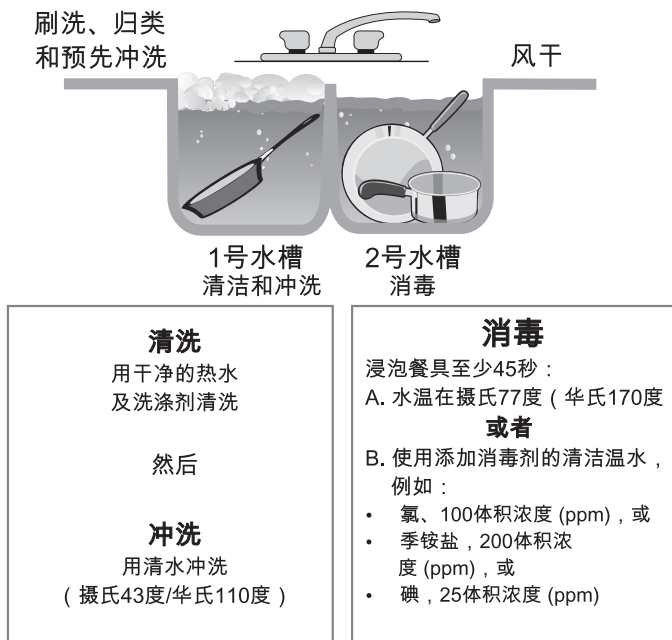 刷洗、归类
和预先冲洗
风干
1号水槽
清洁和冲洗
2号水槽
消毒
清洗
用干净的热水
及洗涤剂清洗
然后
冲洗
用清水冲洗
（摄氏43度/华氏110度）
消毒
浸泡餐具至少45秒：
A. 水温在摄氏77度（华氏170度
或者
B. 使用添加消毒剂的清洁温水，
例如：
• 氯、100体积浓度 (ppm)，或
• 季铵盐，200体积浓
度 (ppm)，或
• 碘，25体积浓度 (ppm)